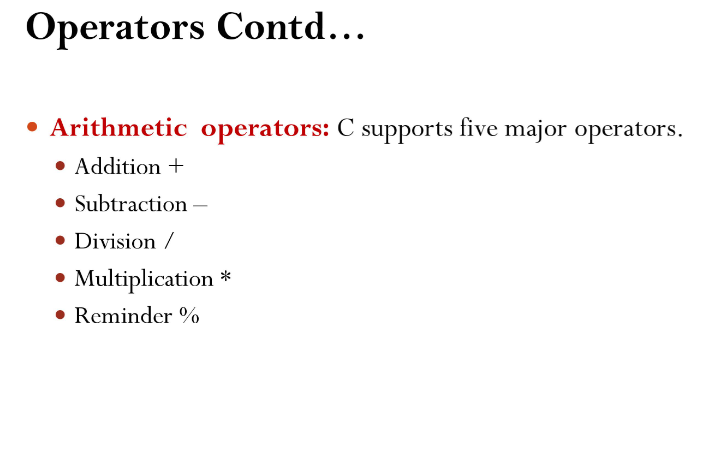 Operators Contd…
• Arithmetic operators: C supports five major operators.
• Addition +
• Subtraction –
• Division /
• Multiplication *
• Reminder %